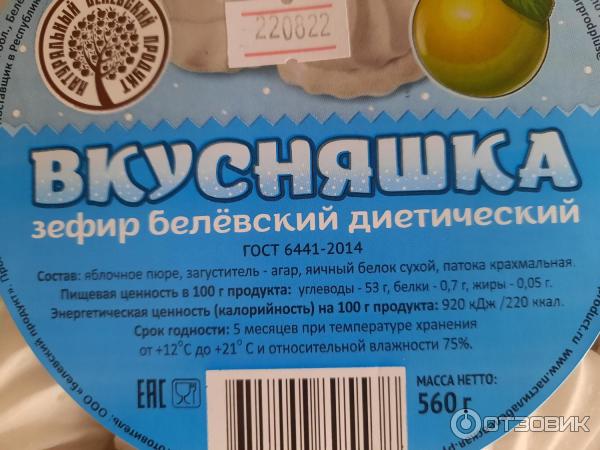 НАТУРАЛЬНЫЙ БЕЛЁВСКИЙ ПРОДУКТ
220822
ВКУСНЯШКА
зефир белёвский диетический
ГОСТ 6441-2014
Состав: яблочное пюре, загуститель - агар, яичный белок сухой, патока крахмальная.
Пищевая ценность в 100 г продукта: углеводы - 53 г, белки - 0,7 г, жиры - 0,05 г.
Энергетическая ценность (калорийность) на 100 г продукта: 920 кДж /220 ккал.
Срок годности: 5 месяцев при температуре хранения
от +12°С до +21° С и относительной влажности 75%.
ЕАС
МАССА НЕТТО:
560 г
ООО «Белёвский продукт»
ОТЗОВИК